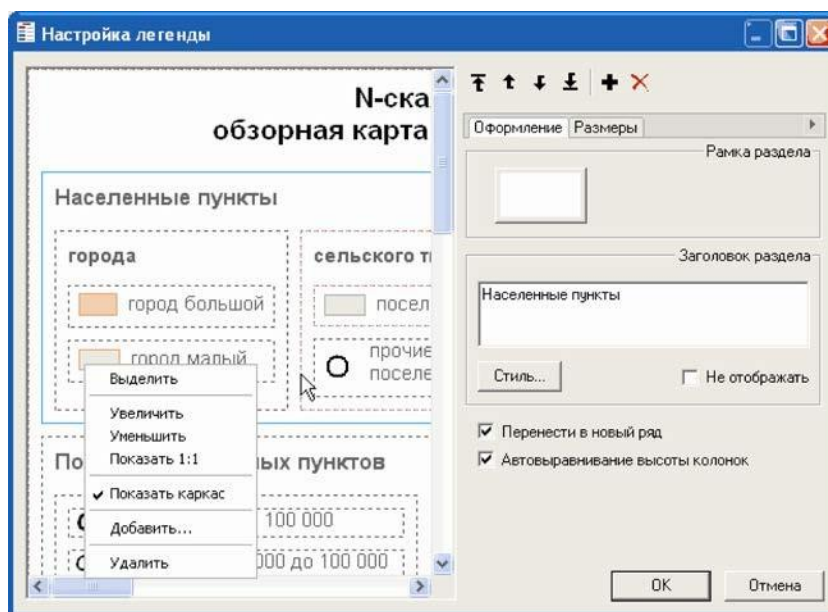 Настройка легенды
N-ска
обзорная карта
Населенные пункты
города
город большой
город малый
сельского т
посел
прочие
поселе
Выделить
Увеличить
Уменьшить
Показать 1:1
Показать каркас
Добавить...
Удалить
По
ых пунктов
100 000
000 до 100 000
Оформление Размеры
Рамка раздела
Заголовок раздела
Населенные пункты
Стиль...
Не отображать
Перенести в новый ряд
Автовыравнивание высоты колонок
OK
Отмена